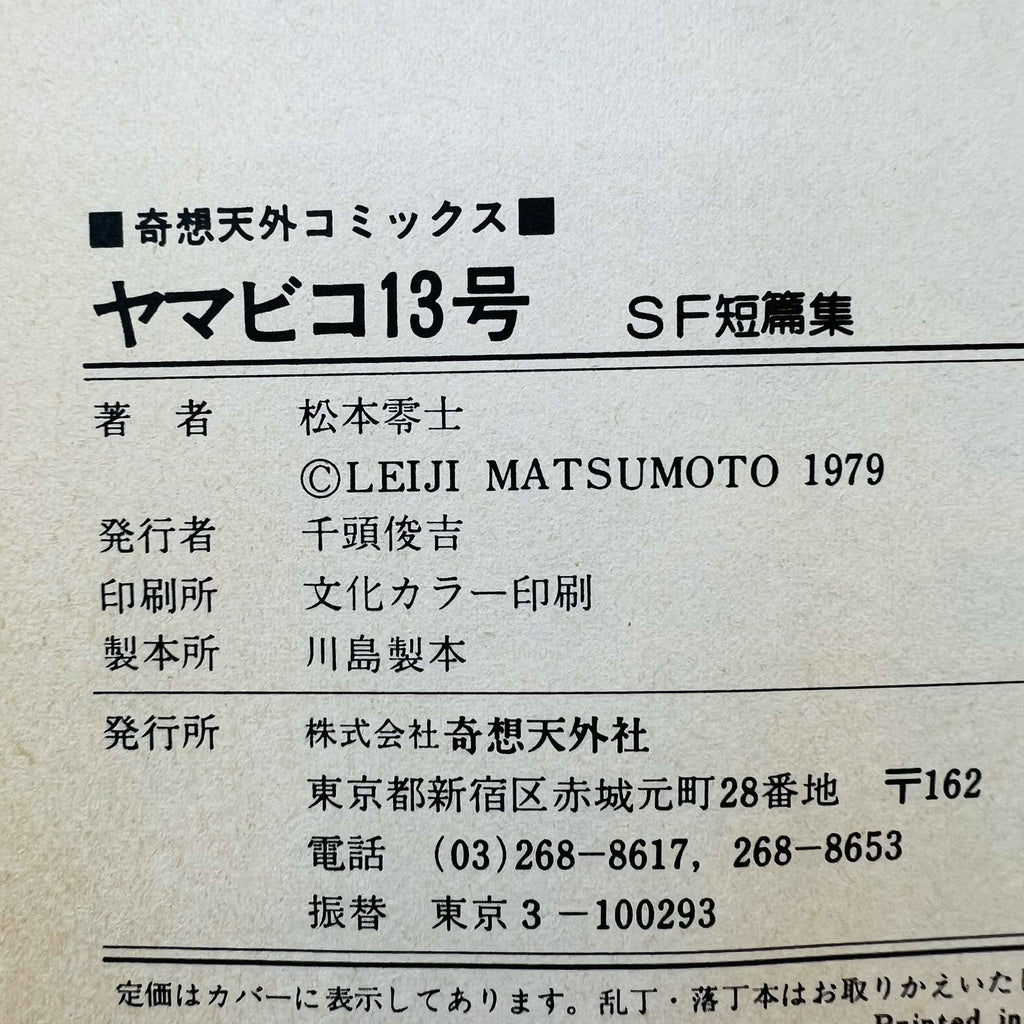 ■奇想天外コミックス■
ヤマビコ13号 SF短篇集
著者 松本零士
©LEIJI MATSUMOTO 1979
発行者 千頭俊吉
印刷所 文化カラー印刷
製本所 川島製本
発行所 株式会社奇想天外社
東京都新宿区赤城元町28番地 〒162
電話 (03)268-8617, 268-8653
振替 東京3-100293
定価はカバーに表示してあります。乱丁・落丁本はお取りかえいた
Printed in